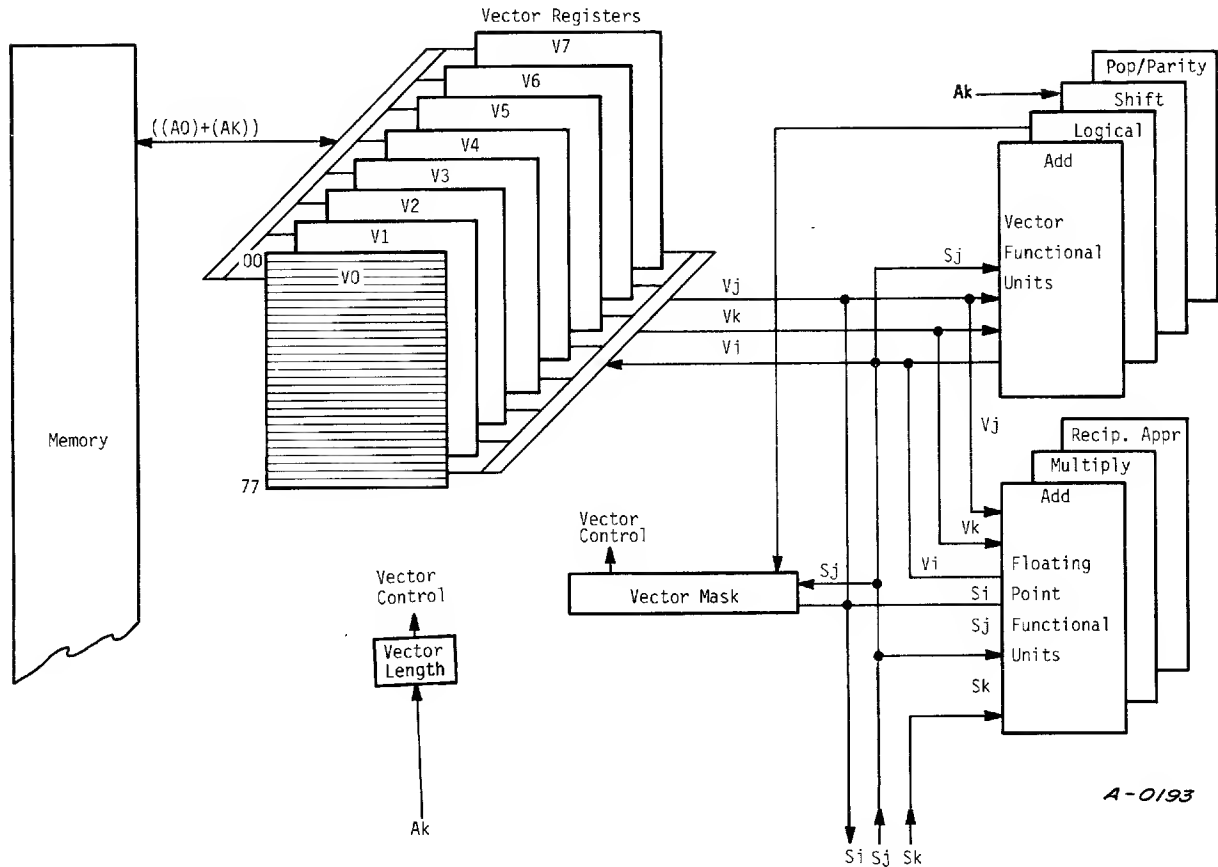 Vector Registers
V7
V6
V5
V4
V3
V2
V1
V0
00
77
((A0)+(AK))
Memory
Pop/Parity
Ak
Shift
Logical
Add
Vector
Functional
Units
Sj
Vj
Vk
Vi
Vj
Recip. Appr
Multiply
Add
Vk
Vi
Floating
Si
Point
Sj
Functional
Units
Sk
Vector
Control
Sj
Vector Mask
Vector
Control
Vector
Length
Ak
Si
Sj
Sk
A-0193